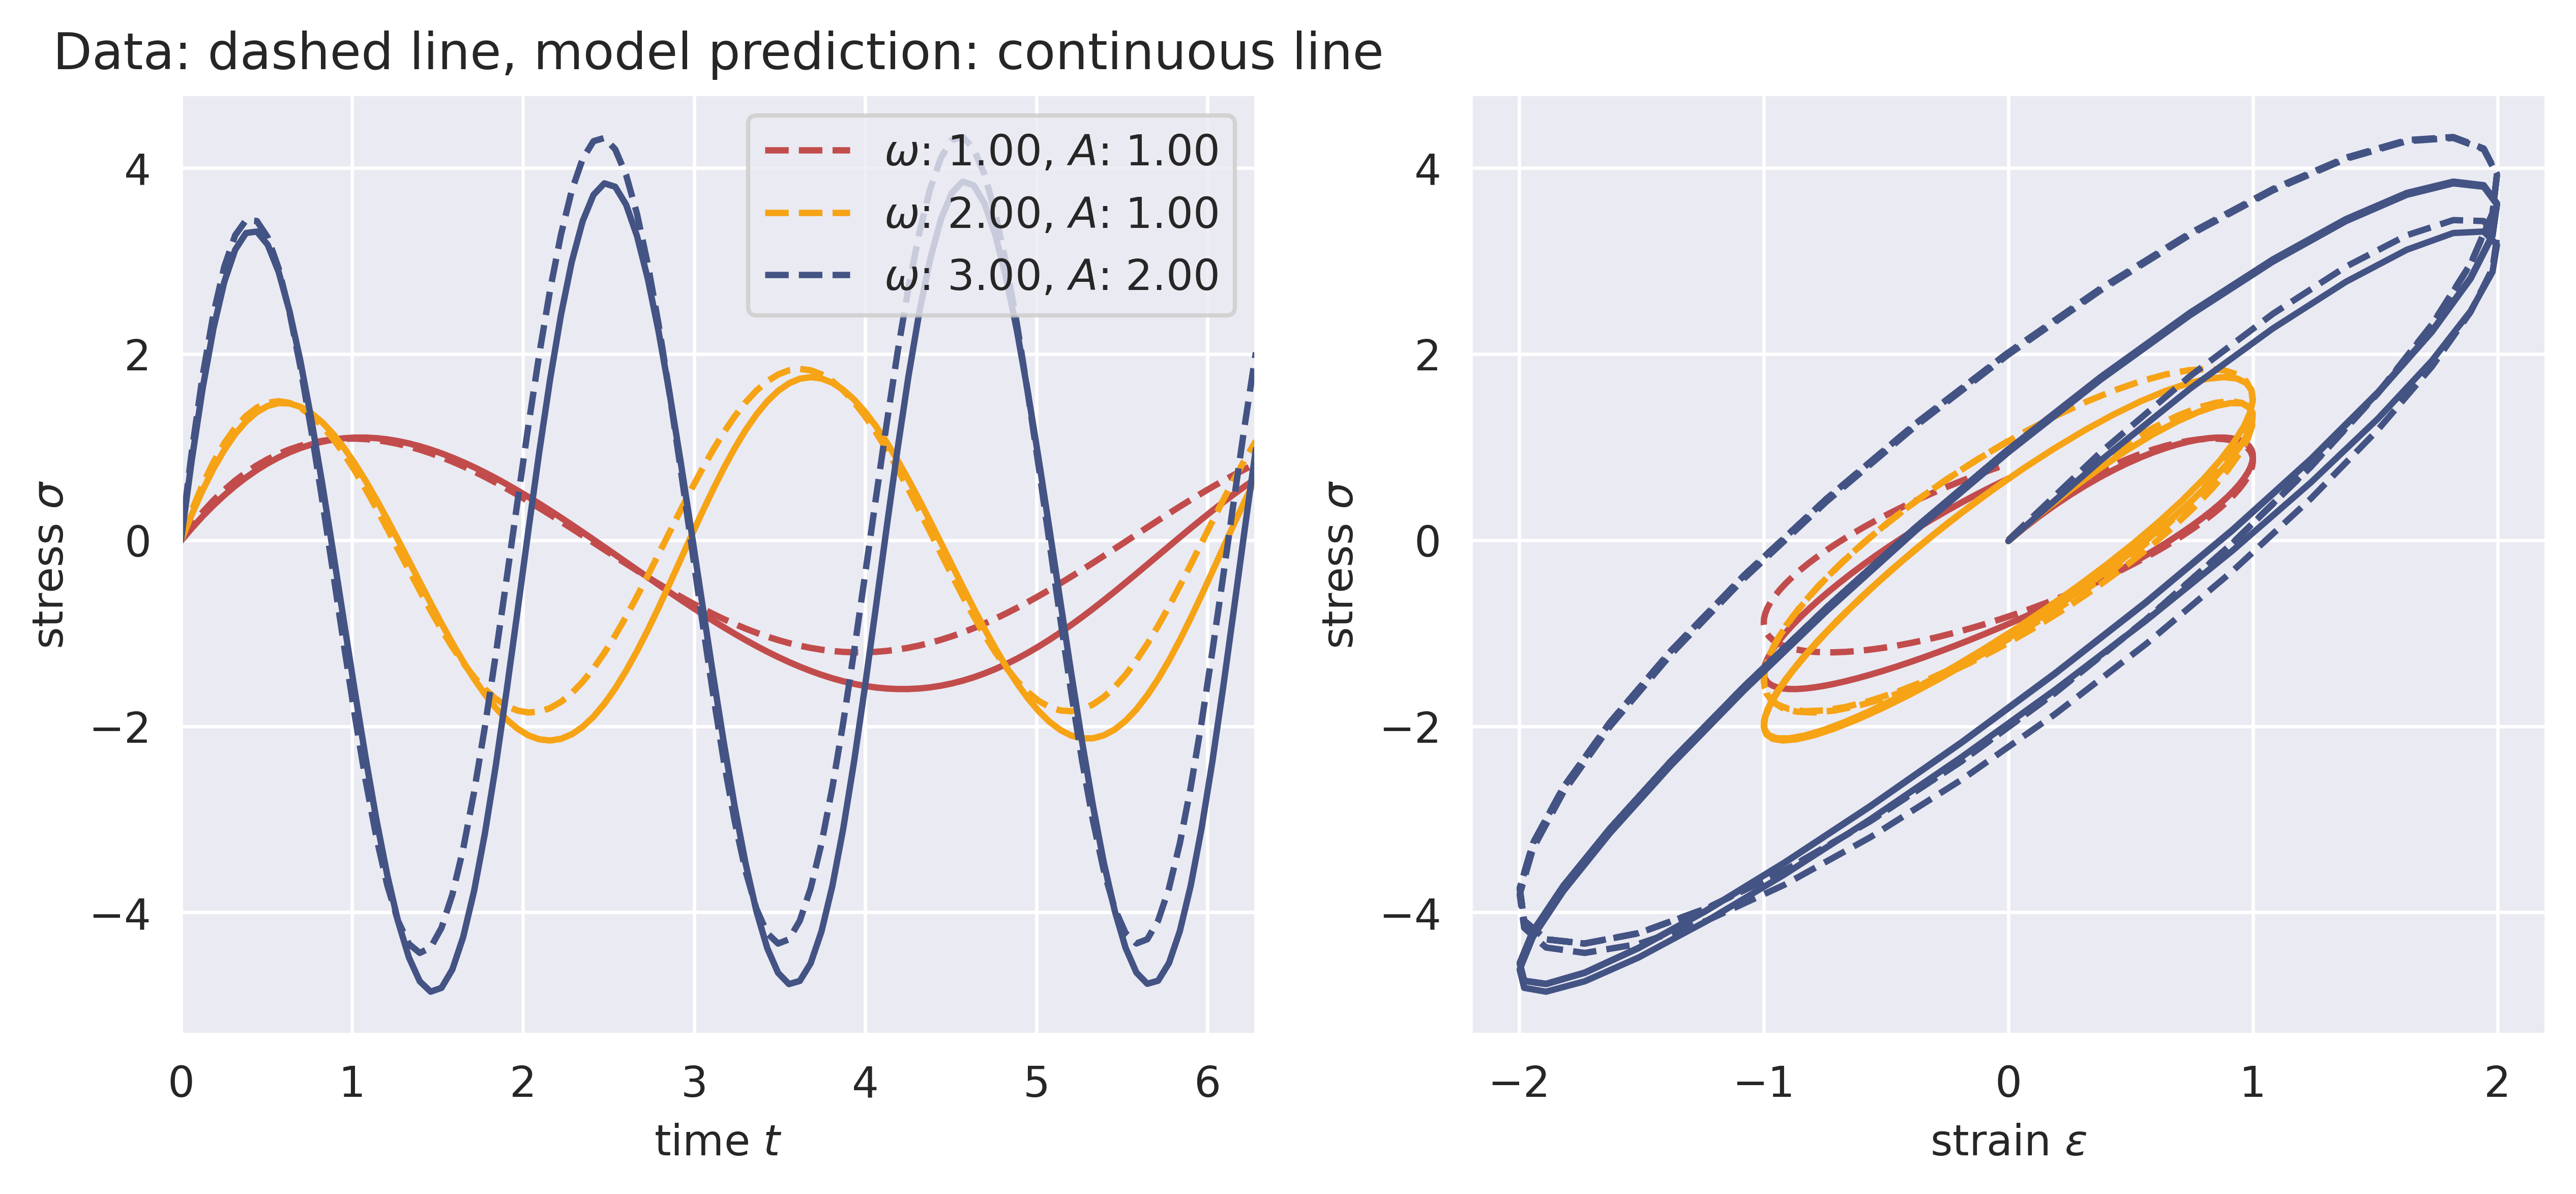 Data: dashed line, model prediction: continuous line
ω: 1.00, A: 1.00
ω: 2.00, A: 1.00
ω: 3.00, A: 2.00
4
2
0
−2
−4
stress σ
0 1 2 3 4 5 6
time t
4
2
0
−2
−4
stress σ
−2 −1 0 1 2
strain ε